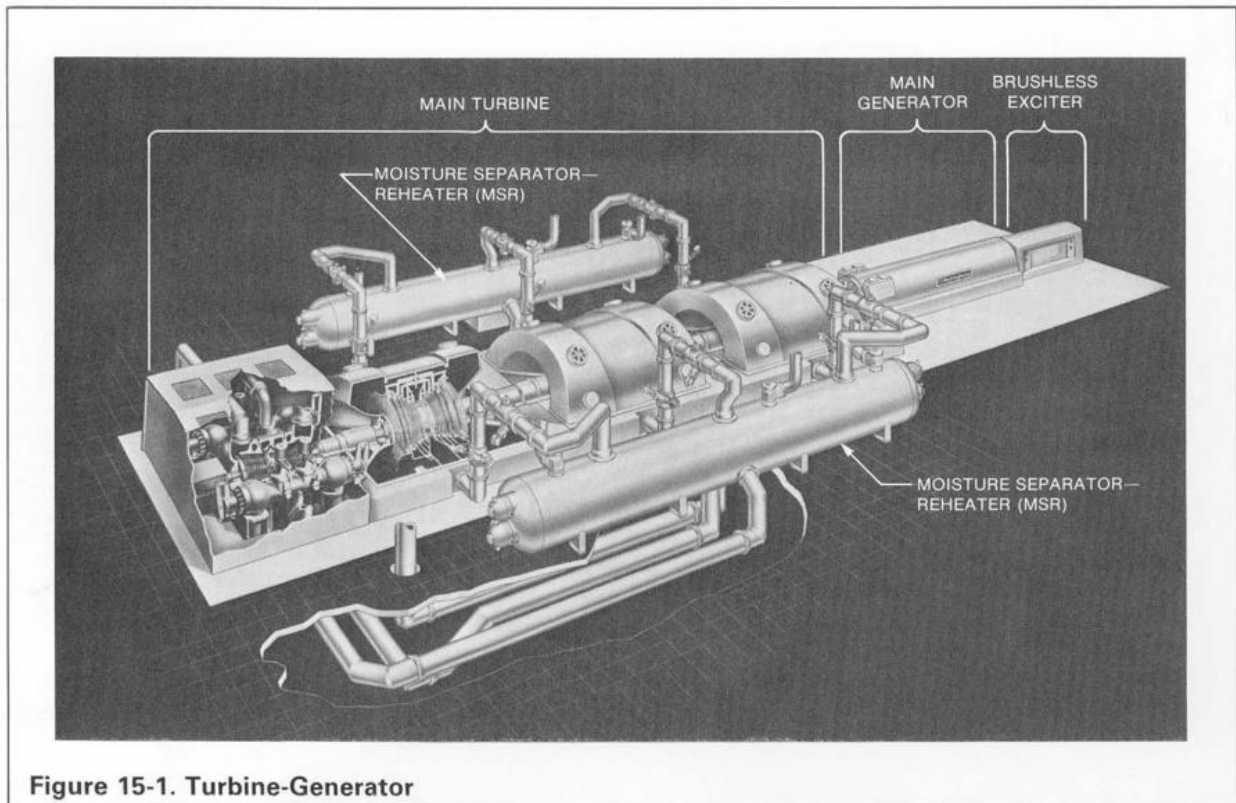 MAIN TURBINE
MAIN
GENERATOR
BRUSHLESS
EXCITER
MOISTURE SEPARATOR—
REHEATER (MSR)
MOISTURE SEPARATOR—
REHEATER (MSR)
Figure 15-1. Turbine-Generator